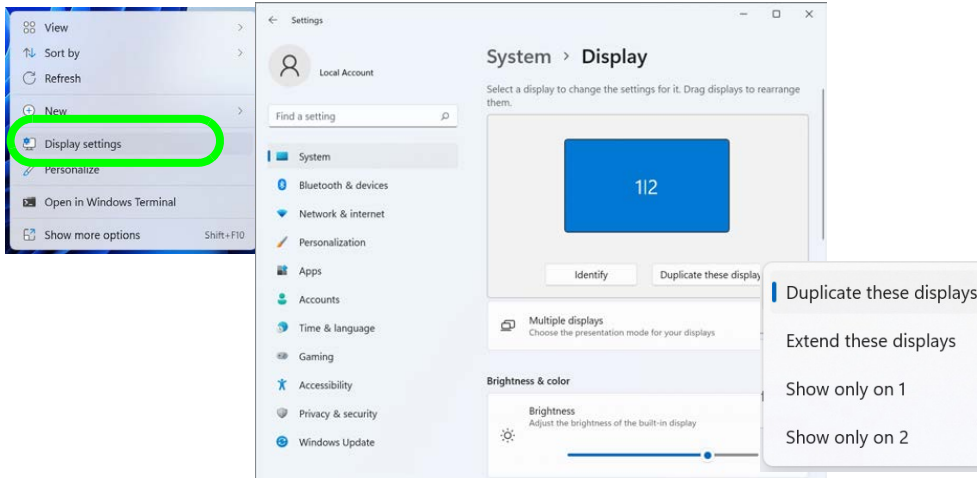 View
Sort by
Refresh
New
Display settings
Personalize
Open in Windows Terminal
Show more options Shift+F10
Settings
Local Account
Find a setting
System
Bluetooth & devices
Network & internet
Personalization
Apps
Accounts
Time & language
Gaming
Accessibility
Privacy & security
Windows Update
System > Display
Select a display to change the settings for it. Drag displays to rearrange
them.
1|2
Identify Duplicate these display
Multiple displays
Choose the presentation mode for your displays
Brightness & color
Brightness
Adjust the brightness of the built-in display
Duplicate these displays
Extend these displays
Show only on 1
Show only on 2